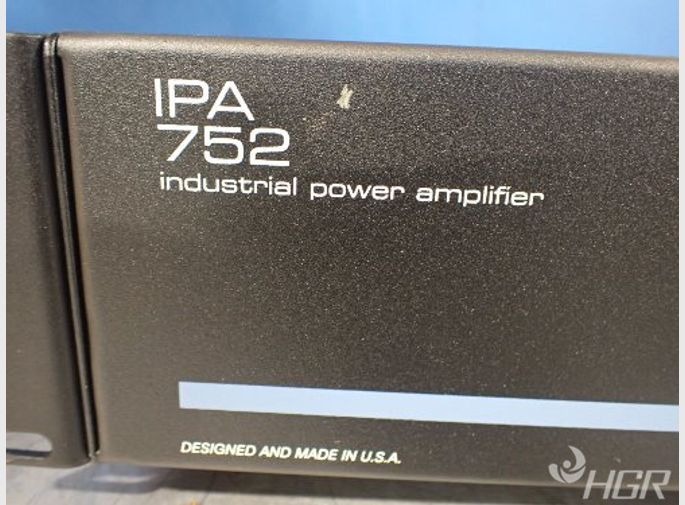 IPA
752
industrial power amplifier
DESIGNED AND MADE IN U.S.A.
HGR